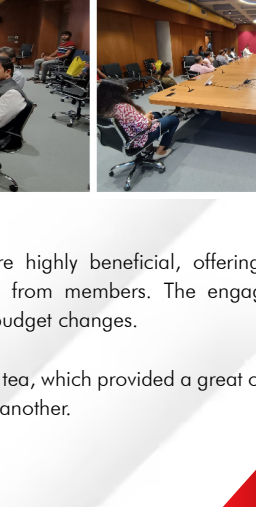 re highly beneficial, offering
from members. The engag
budget changes.
tea, which provided a great o
another.